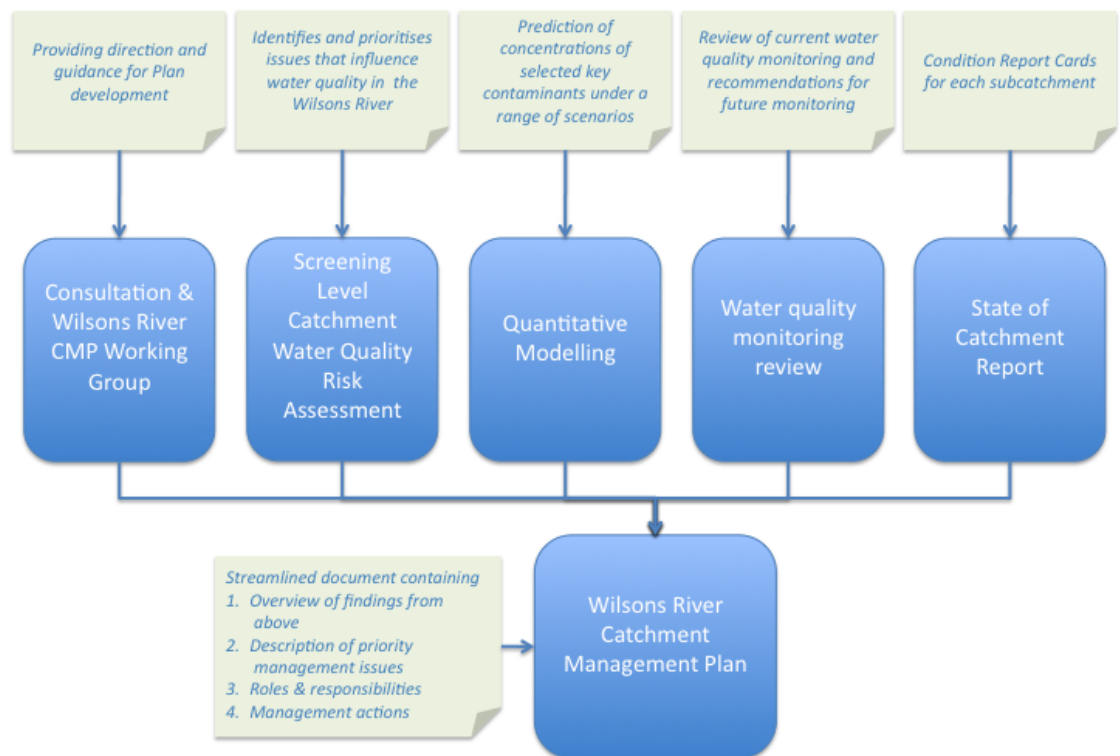 Providing direction and
guidance for Plan
development
Identifies and prioritises
issues that influence
water quality in the
Wilsons River
Prediction of
concentrations of
selected key
contaminants under a
range of scenarios
Review of current water
quality monitoring and
recommendations for
future monitoring
Condition Report Cards
for each subcatchment
Consultation &
Wilsons River
CMP Working
Group
Screening
Level
Catchment
Water Quality
Risk
Assessment
Quantitative
Modelling
Water quality
monitoring
review
State of
Catchment
Report
Streamlined document containing
1. Overview of findings from
above
2. Description of priority
management issues
3. Roles & responsibilities
4. Management actions
Wilsons River
Catchment
Management Plan